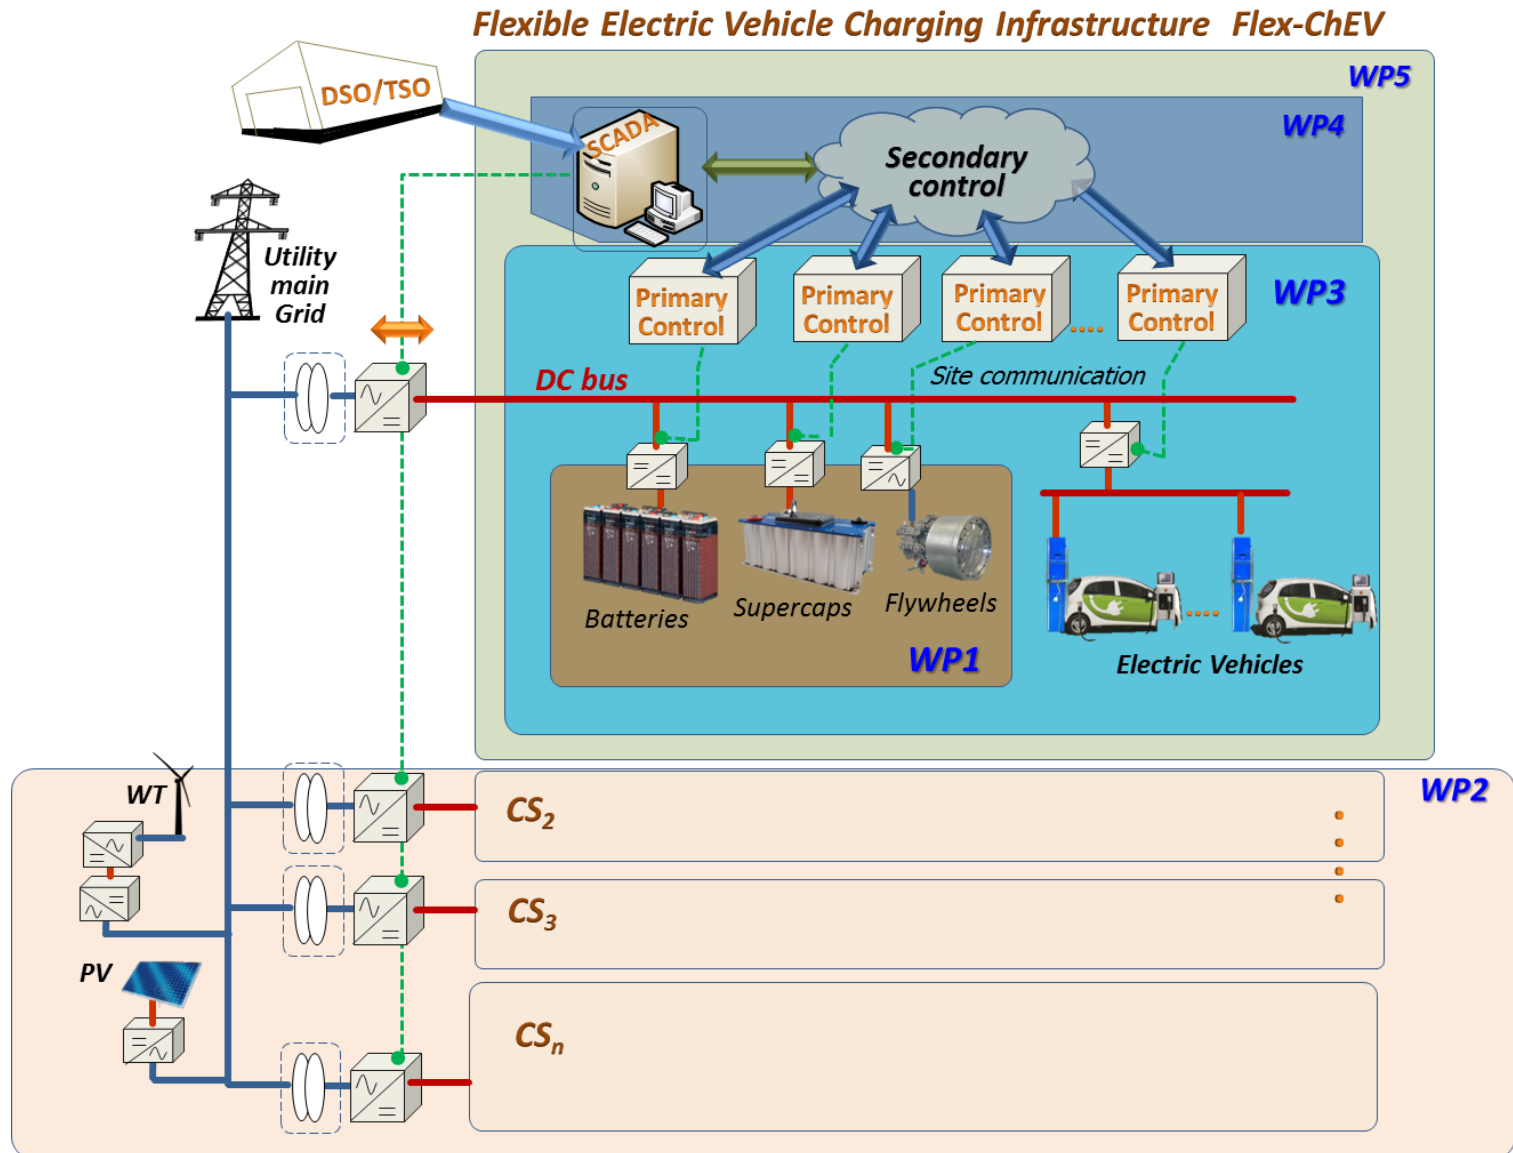 Flexible Electric Vehicle Charging Infrastructure Flex-ChEV
WP5
DSO/TSO
SCADA
WP4
Secondary
control
Utility
main
Grid
Primary
Control
Primary
Control
Primary
Control
.....
Primary
Control
WP3
DC bus
Site communication
Batteries
Supercaps
Flywheels
WP1
Electric Vehicles
WP2
WT
CS2
CS3
PV
CSn